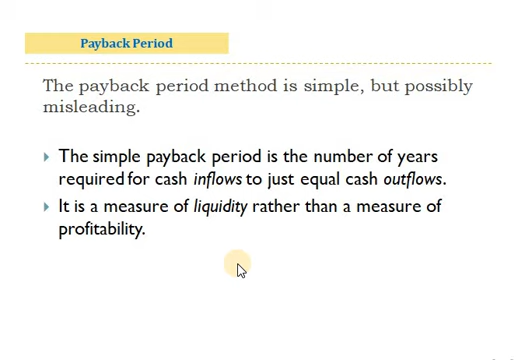 Payback Period
The payback period method is simple, but possibly
misleading.
The simple payback period is the number of years
required for cash inflows to just equal cash outflows.
It is a measure of liquidity rather than a measure of
profitability.